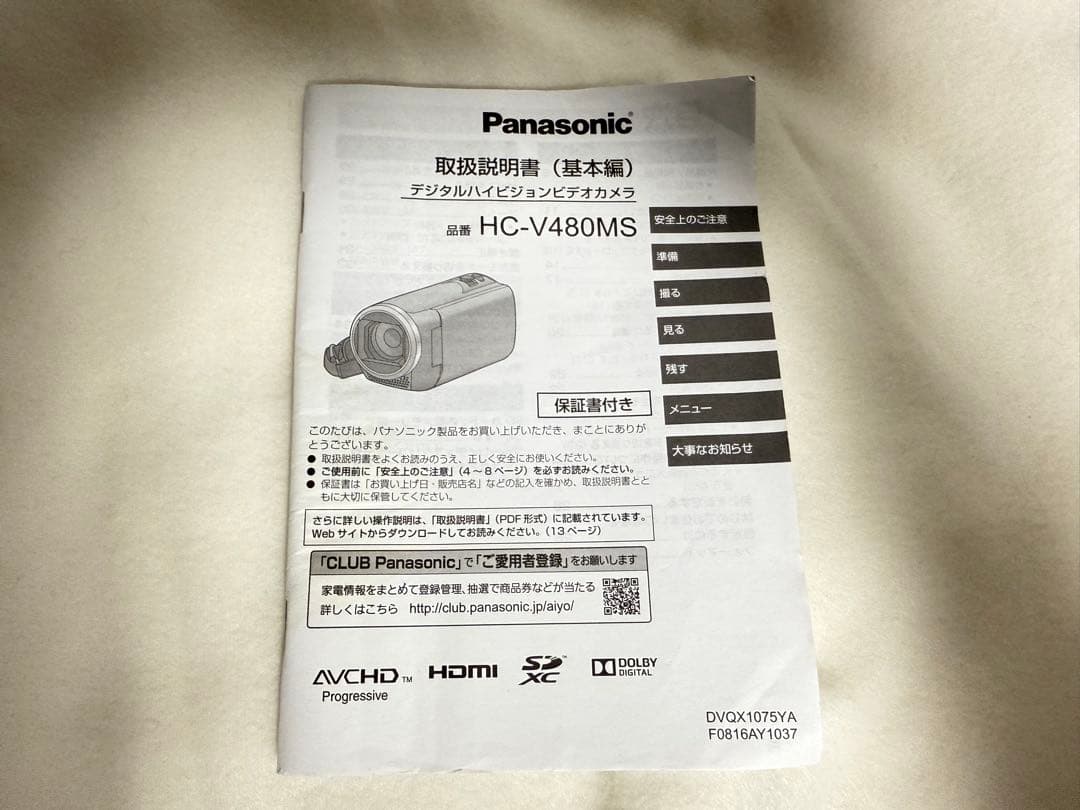 Panasonic®
取扱説明書（基本編）
デジタルハイビジョンビデオカメラ
品番 HC-V480MS
安全上のご注意
準備
撮る
見る
残す
メニュー
大事なお知らせ
保証書付き
このたびは、パナソニック製品をお買い上げいただき、まことにありが
とうございます。
● 取扱説明書をよくお読みのうえ、正しく安全にお使いください。
● ご使用前に「安全上のご注意」（4～8ページ）を必ずお読みください。
● 保証書は「お買い上げ日・販売店名」などの記入を確かめ、取扱説明書とと
もに大切に保管してください。
さらに詳しい操作説明は、「取扱説明書」（PDF形式）に記載されています。
Webサイトからダウンロードしてお読みください。（13ページ）
「CLUB Panasonic」で「ご愛用者登録」をお願いします
家電情報をまとめて登録管理、抽選で商品券などが当たる
詳しくはこちら http://club.panasonic.jp/aiyo/
AVCHD™
Progressive
HDMI
SD™
XC
DOLBY
DIGITAL
DVQX1075YA
F0816AY1037